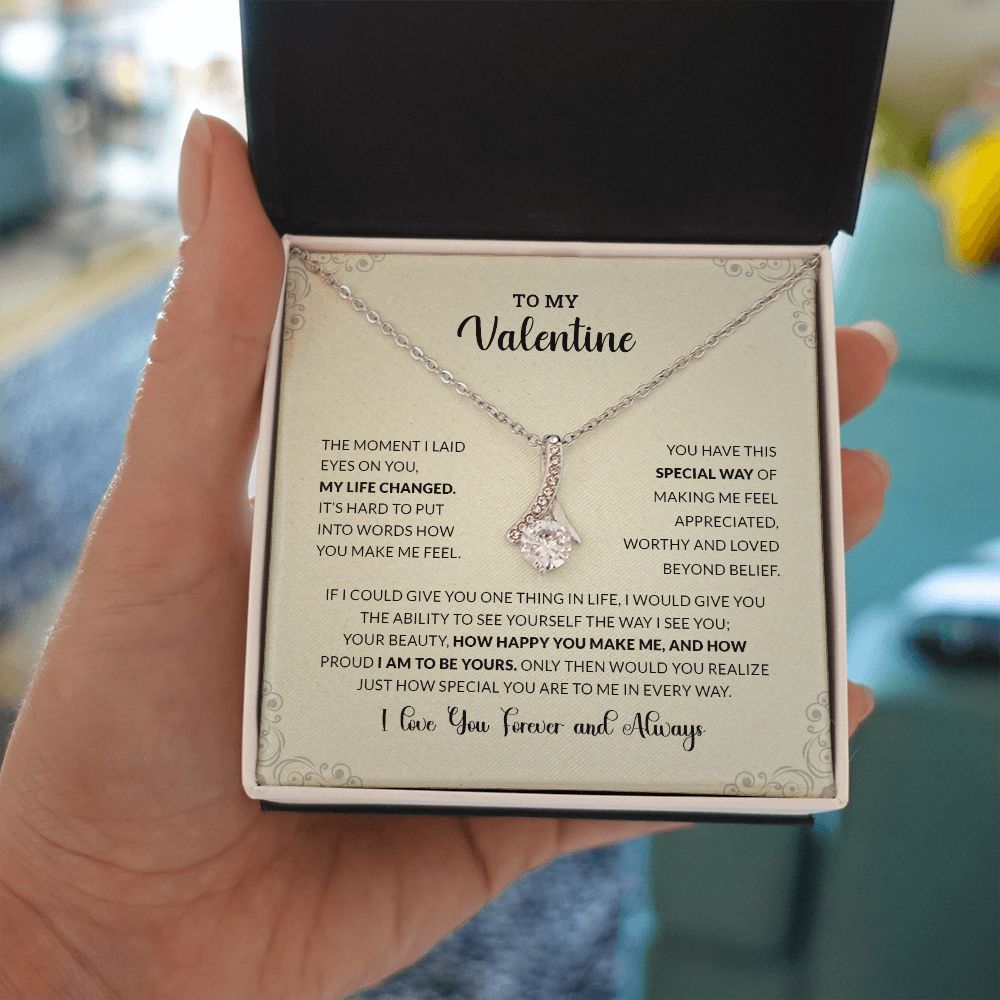 TO MY
Valentine
THE MOMENT I LAID
EYES ON YOU,
MY LIFE CHANGED.
IT'S HARD TO PUT
INTO WORDS HOW
YOU MAKE ME FEEL.
YOU HAVE THIS
SPECIAL WAY OF
MAKING ME FEEL
APPRECIATED,
WORTHY AND LOVED
BEYOND BELIEF.
IF I COULD GIVE YOU ONE THING IN LIFE, I WOULD GIVE YOU
THE ABILITY TO SEE YOURSELF THE WAY I SEE YOU;
YOUR BEAUTY, HOW HAPPY YOU MAKE ME, AND HOW
PROUD I AM TO BE YOURS. ONLY THEN WOULD YOU REALIZE
JUST HOW SPECIAL YOU ARE TO ME IN EVERY WAY.
I love You Forever and Always